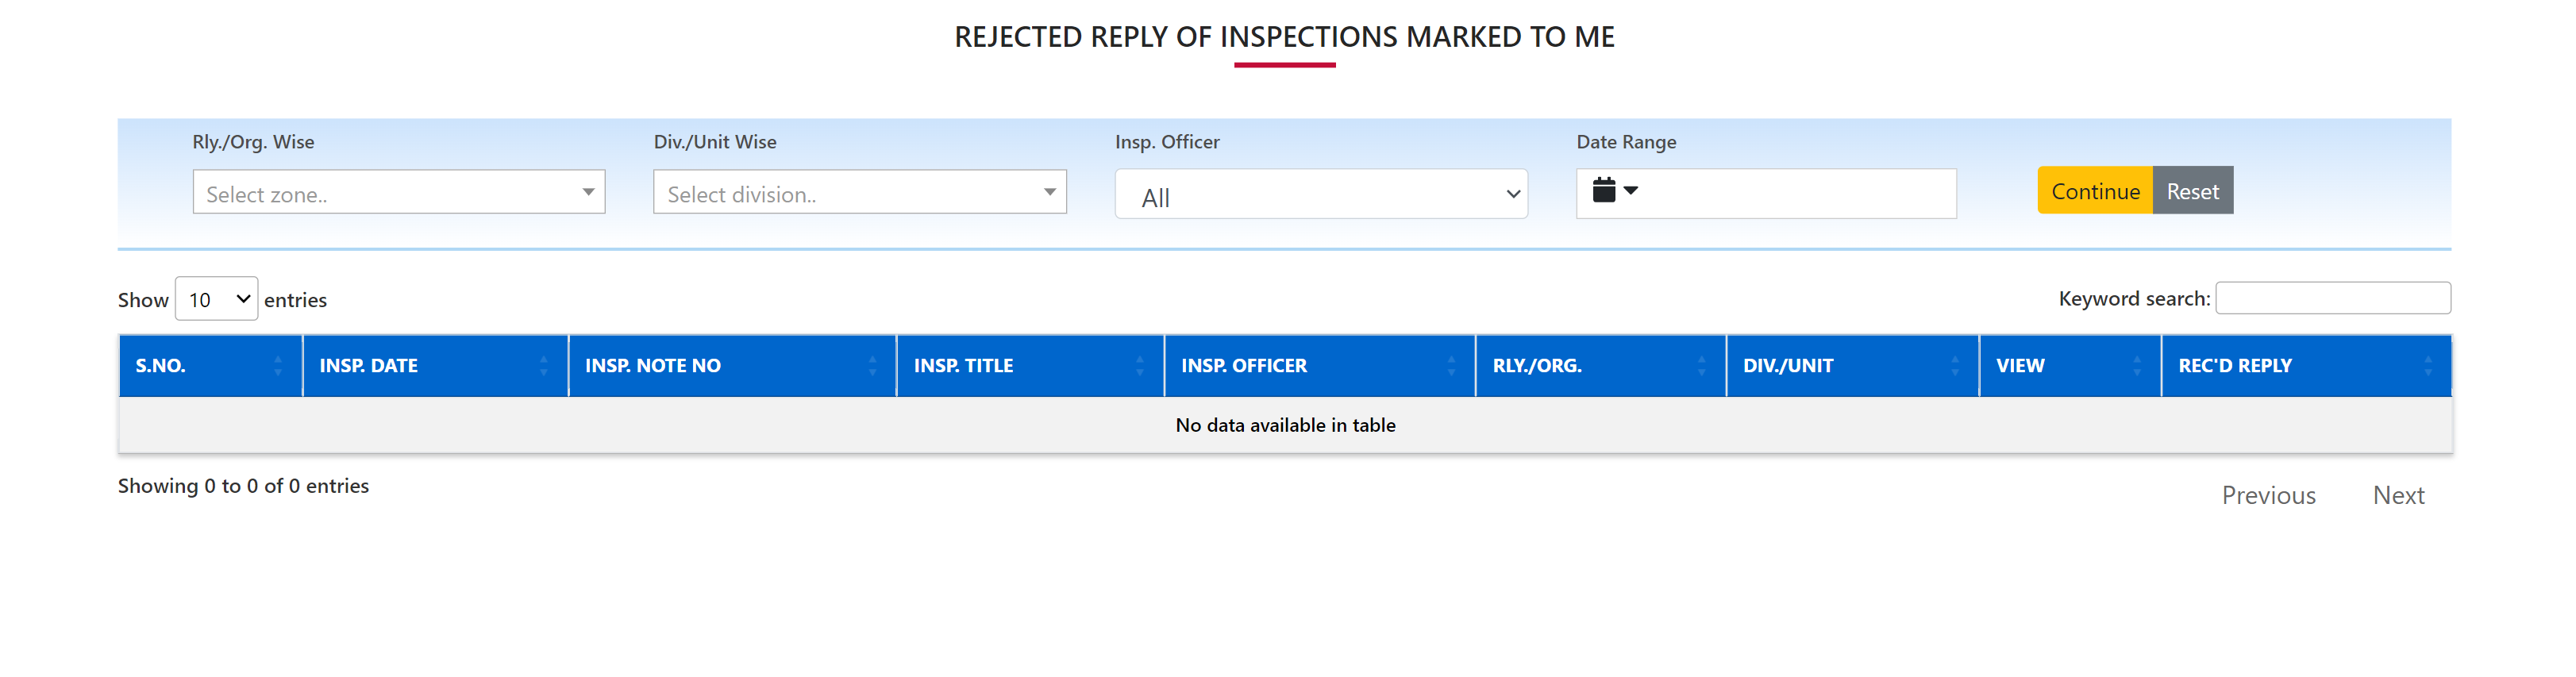 REJECTED REPLY OF INSPECTIONS MARKED TO ME
Rly./Org. Wise Div./Unit Wise Insp. Officer Date Range
Select zone.. Select division.. All Continue Reset
Show 10 entries Keyword search:
S.NO. INSP. DATE INSP. NOTE NO INSP. TITLE INSP. OFFICER RLY./ORG. DIV./UNIT VIEW REC'D REPLY
No data available in table
Showing 0 to 0 of 0 entries
Previous Next